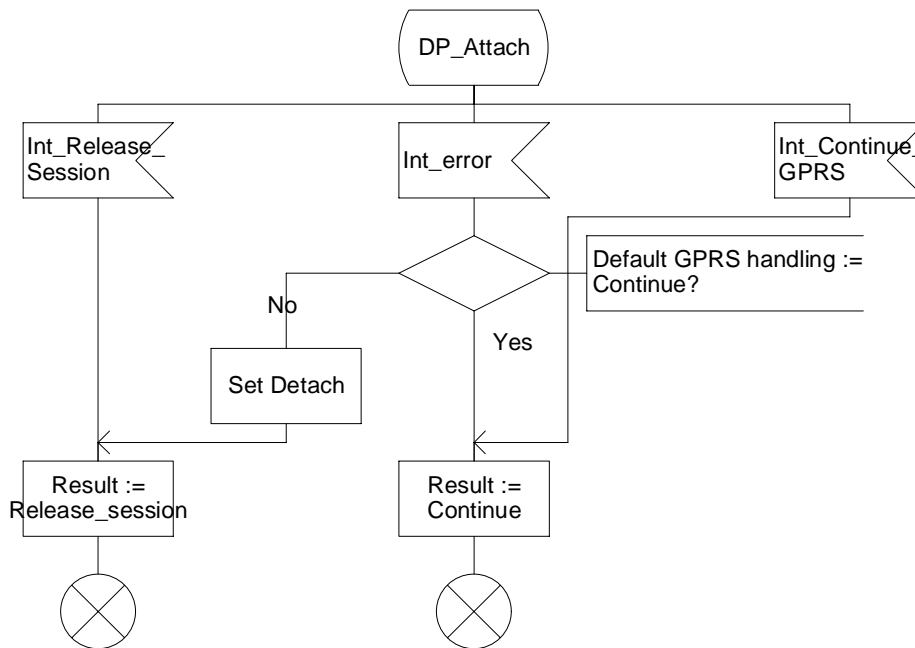 DP_Attach
Int_Release_
Session
Int_error
Int_Continue_
GPRS
Default GPRS handling :=
Continue?
No
Yes
Set Detach
Result :=
Release_session
Result :=
Continue